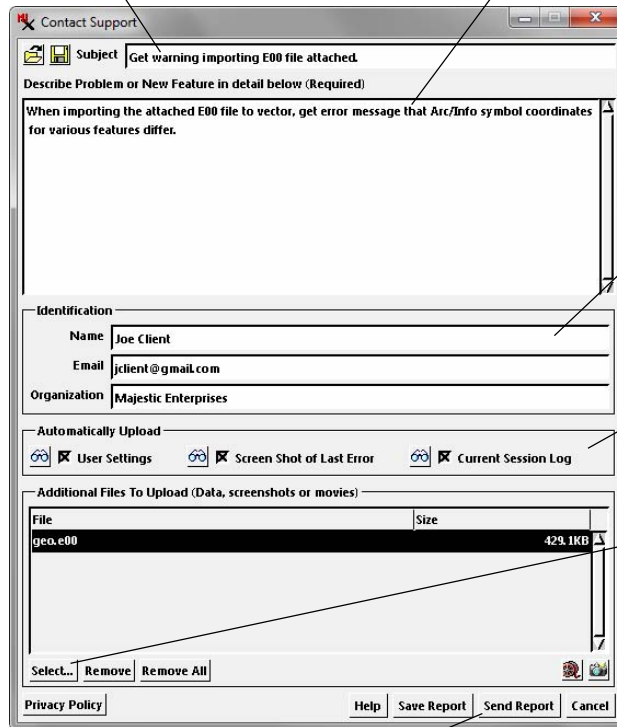 Contact Support
Subject Get warning importing E00 file attached.
Describe Problem or New Feature in detail below (Required)
When importing the attached E00 file to vector, get error message that Arc/Info symbol coordinates
for various features differ.
Identification
Name Joe Client
Email jclient@gmail.com
Organization Majestic Enterprises
Automatically Upload
User Settings Screen Shot of Last Error Current Session Log
Additional Files To Upload (Data, screenshots or movies)
File Size
geo.e00 429.1KB
Select... Remove Remove All
Privacy Policy Help Save Report Send Report Cancel